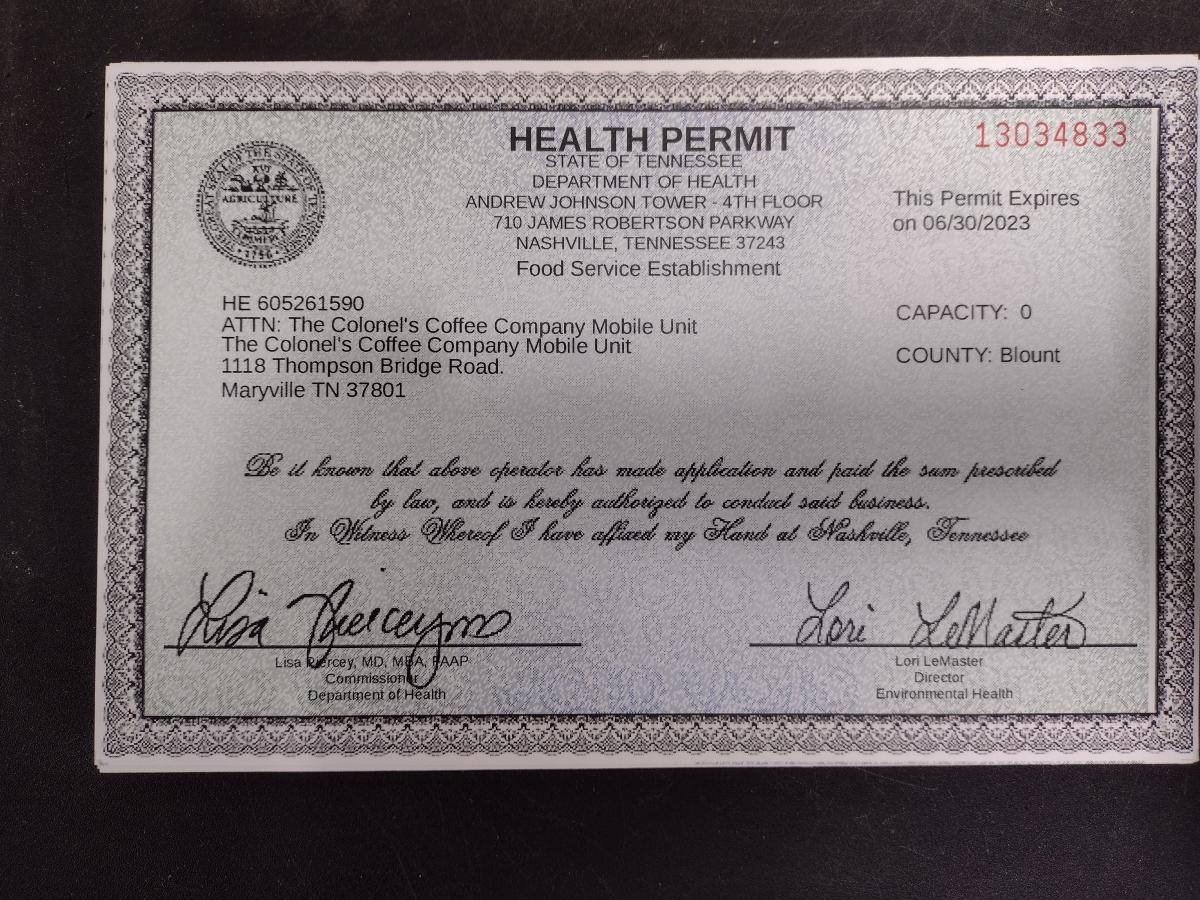 HEALTH PERMIT
13034833
STATE OF TENNESSEE
DEPARTMENT OF HEALTH
ANDREW JOHNSON TOWER - 4TH FLOOR
710 JAMES ROBERTSON PARKWAY
NASHVILLE, TENNESSEE 37243
Food Service Establishment
This Permit Expires
on 06/30/2023
AGRICULTURE
1796
HE 605261590
ATTN: The Colonel's Coffee Company Mobile Unit
The Colonel's Coffee Company Mobile Unit
1118 Thompson Bridge Road.
Maryville TN 37801
CAPACITY: 0
COUNTY: Blount
Be it known that above operator has made application and paid the sum prescribed
by law, and is hereby authorized to conduct said business.
In Witness Whereof I have affixed my Hand at Nashville, Tennessee
Lisa Piercey MD
Lisa Piercey, MD, MBA, FAAP
Commissioner
Department of Health
Lori LeMaster
Lori LeMaster
Director
Environmental Health